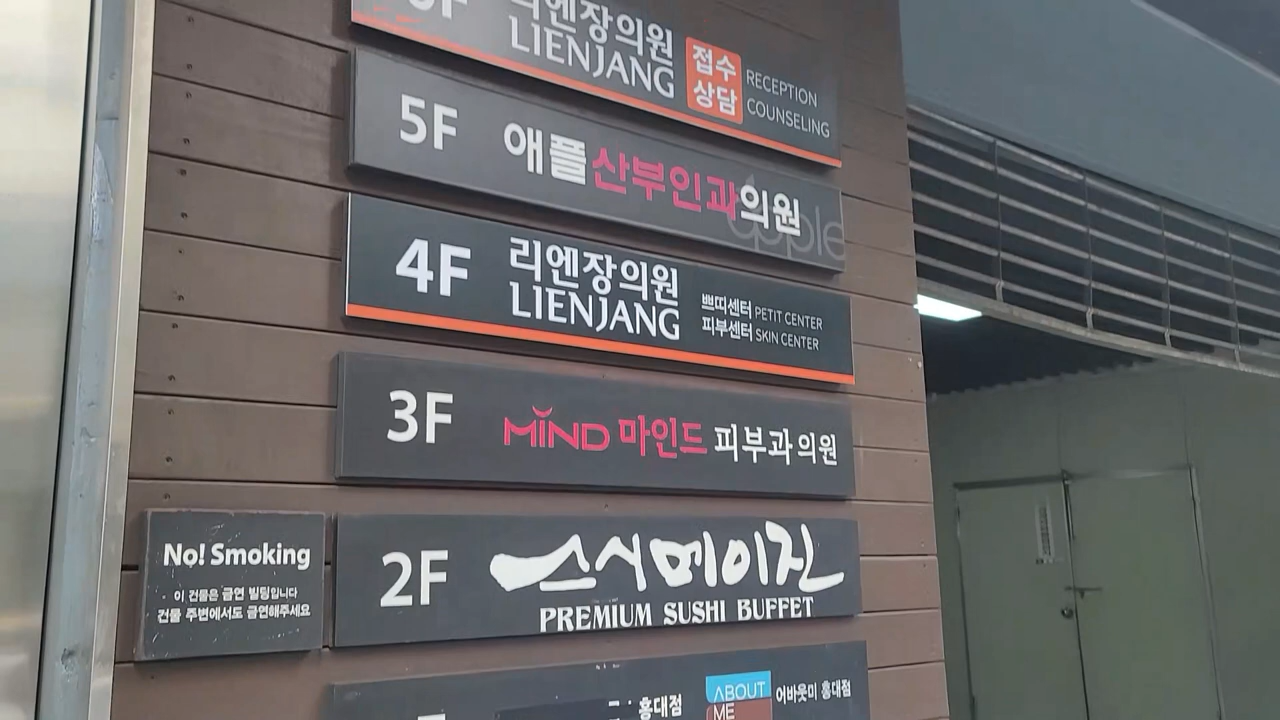 리엔장의원
LIENJANG
접수
상담
RECEPTION
COUNSELING
5F 애플산부인과의원
apple
4F
리엔장의원
LIENJANG
쁘띠센터 PETIT CENTER
피부센터 SKIN CENTER
3F MIND 마인드 피부과의원
No! Smoking
이 건물은 금연 빌딩입니다
건물 주변에서도 금연해주세요
2F 스시메이진
PREMIUM SUSHI BUFFET
홍대점
ABOUT
ME
어바웃미 홍대점